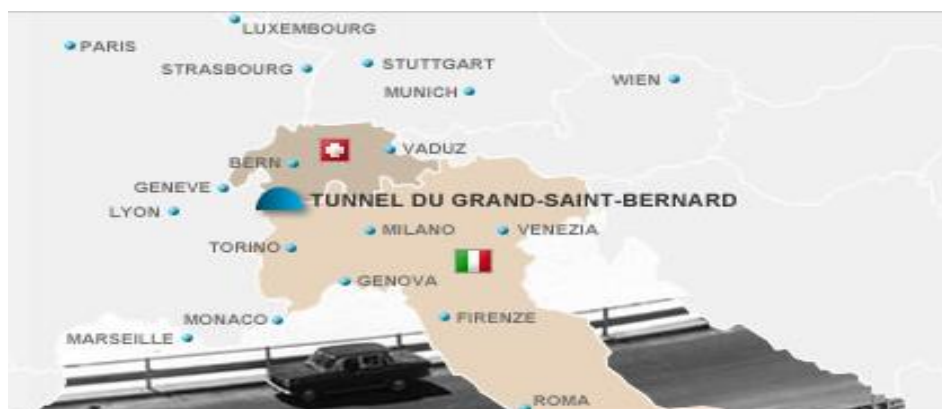 LUXEMBOURG
PARIS
STRASBOURG
STUTTGART
WIEN
MUNICH
BERN
VADUZ
GENEVE
TUNNEL DU GRAND-SAINT-BERNARD
LYON
MILANO
VENEZIA
TORINO
GENOVA
MONACO
FIRENZE
MARSEILLE
ROMA